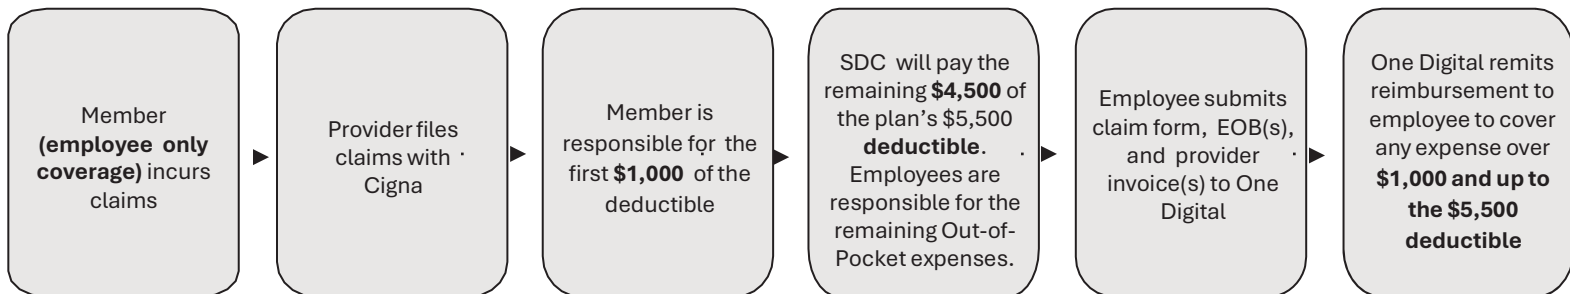 Member
(employee only
coverage) incurs
claims
Provider files
claims with
Cigna
Member is
responsible for the
first $1,000 of the
deductible
SDC will pay the
remaining $4,500 of
the plan's $5,500
deductible.
Employees are
responsible for the
remaining Out-of-
Pocket expenses.
Employee submits
claim form, EOB(s),
and provider
invoice(s) to One
Digital
One Digital remits
reimbursement to
employee to cover
any expense over
$1,000 and up to
the $5,500
deductible